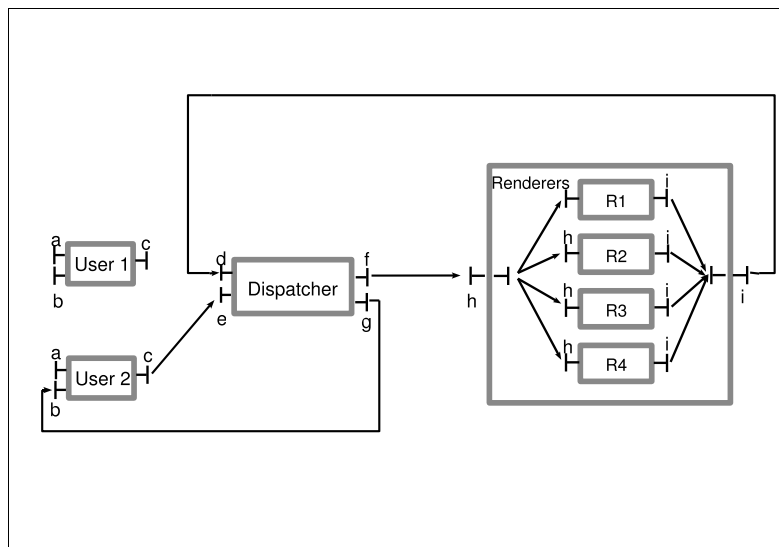 Renderers
i
R1
h
R2
i
h
R3
i
h
R4
i
h
i
a
c
User 1
b
d
f
Dispatcher
e
g
a
c
User 2
b